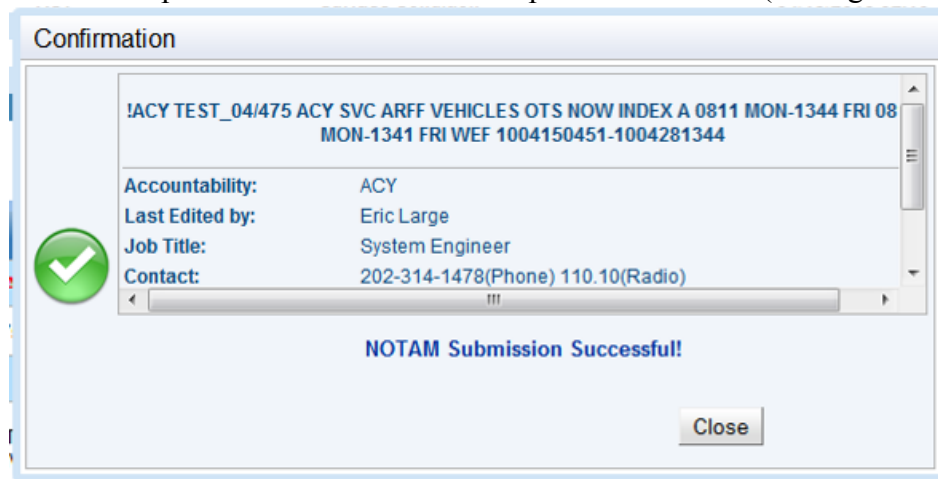 Confirmation
!ACY TEST_04/475 ACY SVC ARFF VEHICLES OTS NOW INDEX A 0811 MON-1344 FRI 08
MON-1341 FRI WEF 1004150451-1004281344
Accountability: ACY
Last Edited by: Eric Large
Job Title: System Engineer
Contact: 202-314-1478(Phone) 110.10(Radio)
NOTAM Submission Successful!
Close